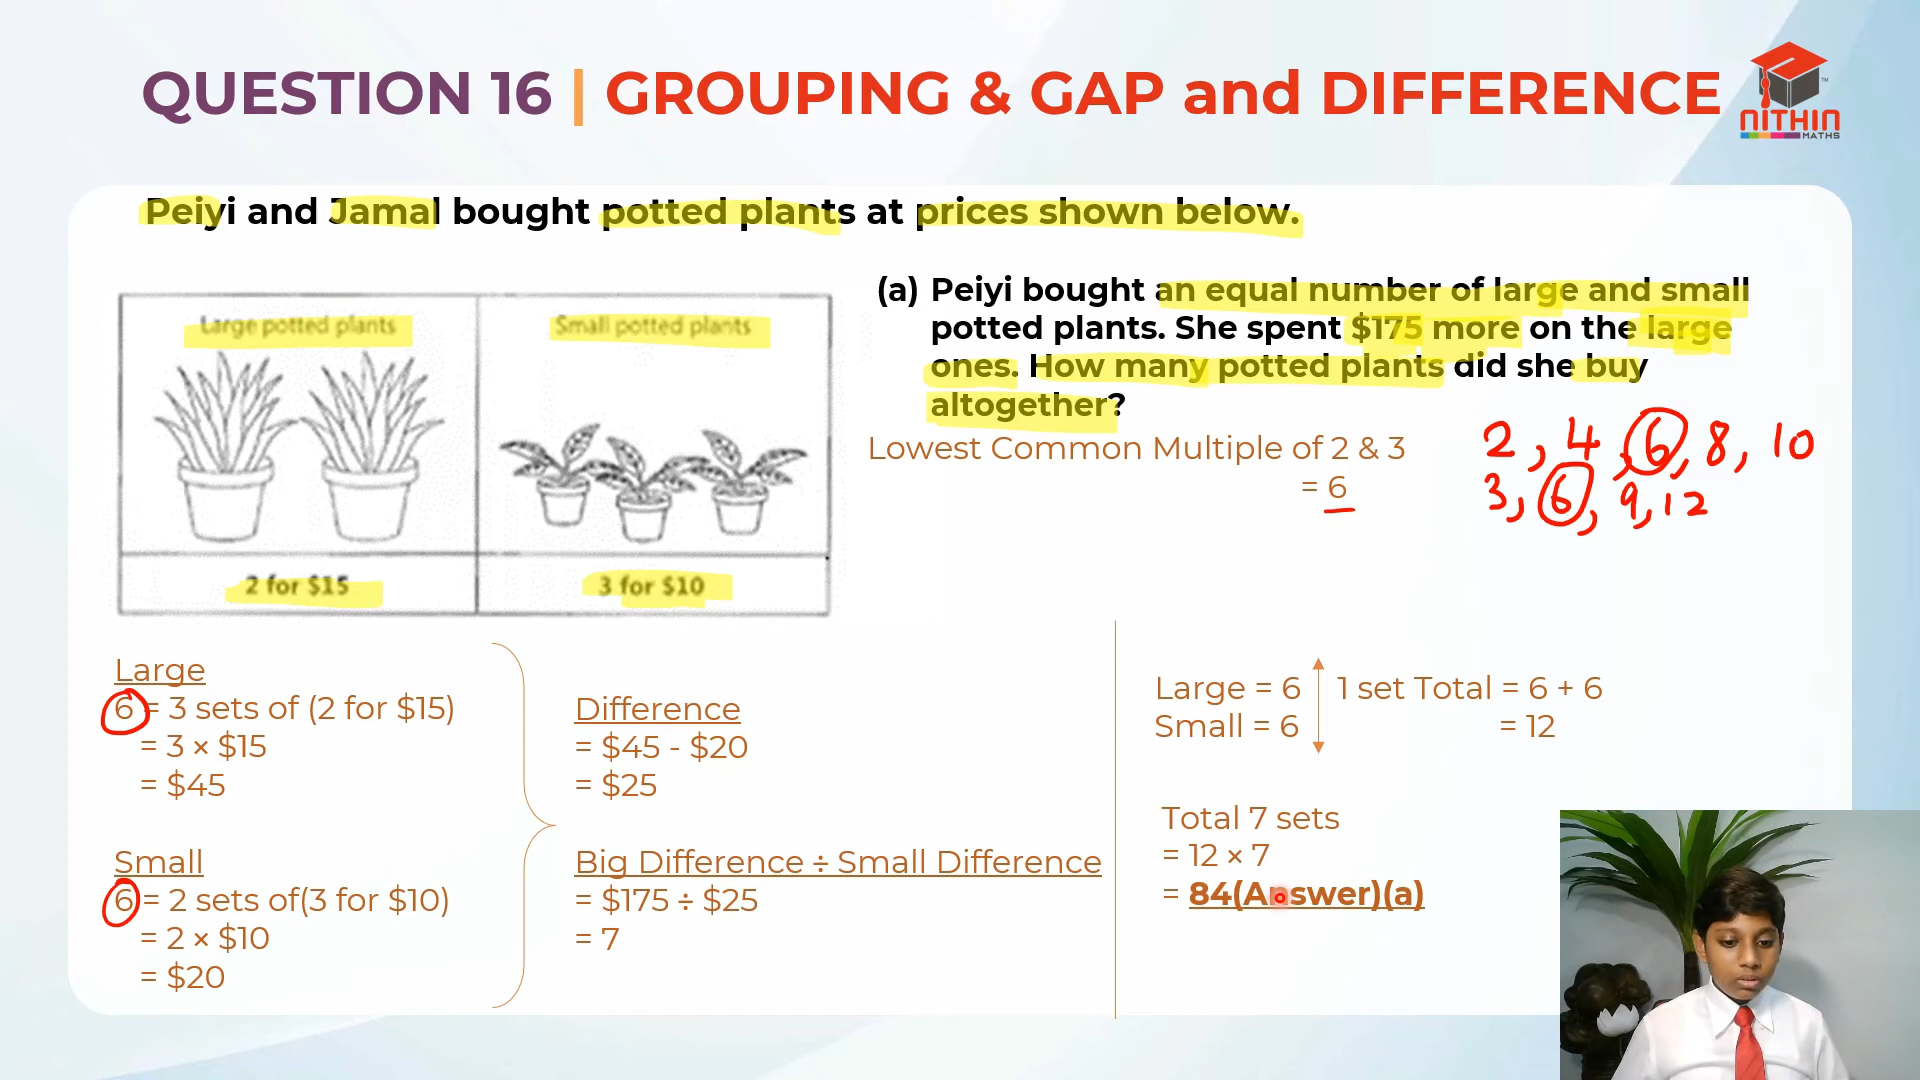 QUESTION 16 | GROUPING & GAP and DIFFERENCE
NITHIN
MATHS
TM
Peiyi and Jamal bought potted plants at prices shown below.
Large potted plants
Small potted plants
2 for $15
3 for $10
(a) Peiyi bought an equal number of large and small
potted plants. She spent $175 more on the large
ones. How many potted plants did she buy
altogether?
Lowest Common Multiple of 2 & 3
= 6
2, 4, 6, 8, 10
3, 6, 9, 12
Large
6 = 3 sets of (2 for $15)
= 3 × $15
= $45
Small
6 = 2 sets of(3 for $10)
= 2 × $10
= $20
Difference
= $45 - $20
= $25
Big Difference ÷ Small Difference
= $175 ÷ $25
= 7
Large = 6
Small = 6
1 set Total = 6 + 6
= 12
Total 7 sets
= 12 × 7
= 84(Answer)(a)